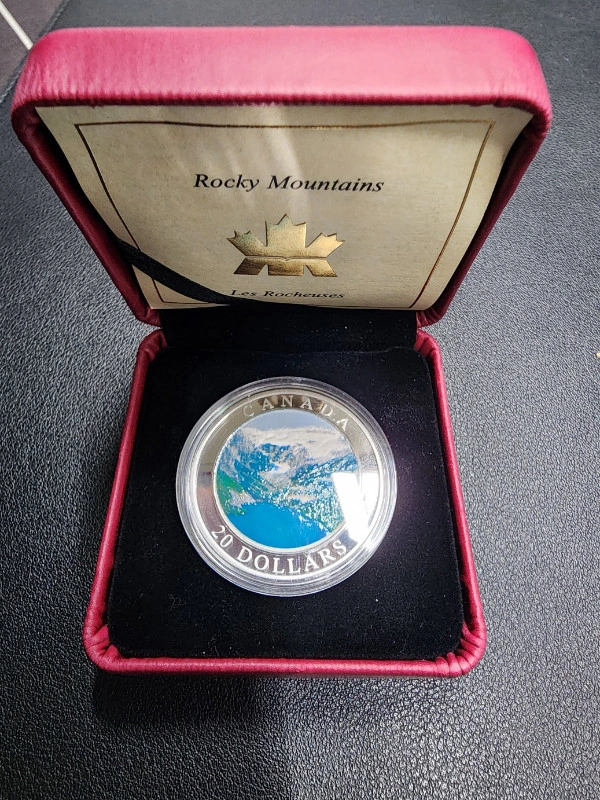 Rocky Mountains
Les Rocheuses
CANADA
20 DOLLARS